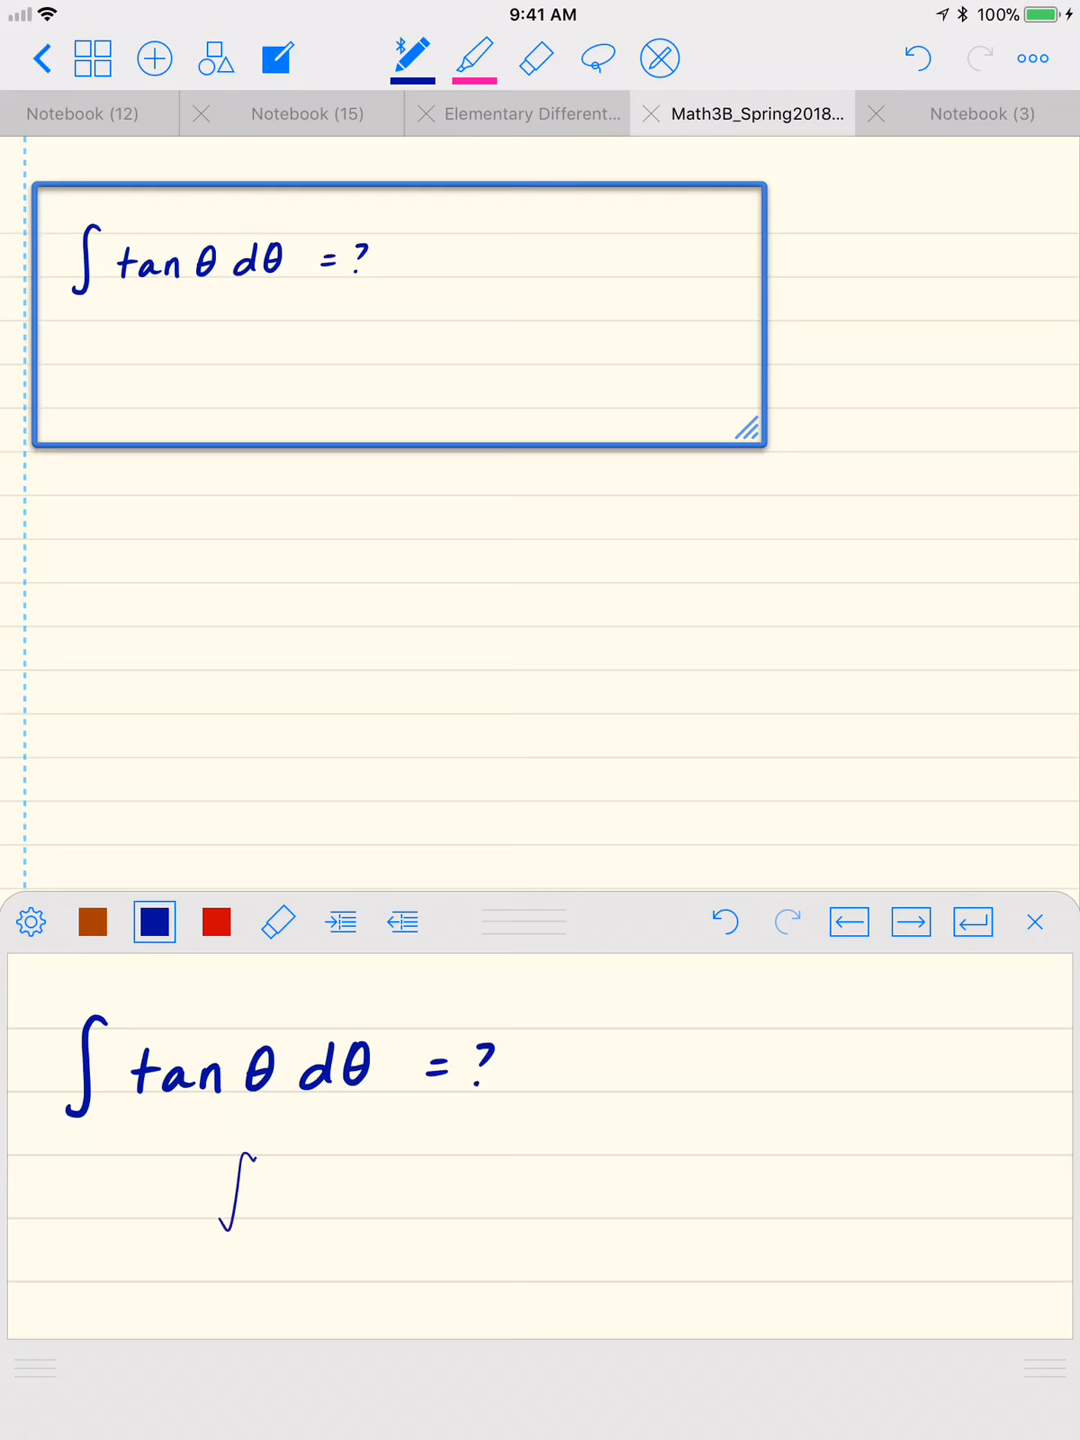 9:41 AM 100%
Notebook (12) Notebook (15) Elementary Different... Math3B_Spring2018... Notebook (3)
∫ tan θ dθ = ?
∫ tan θ dθ = ?
∫